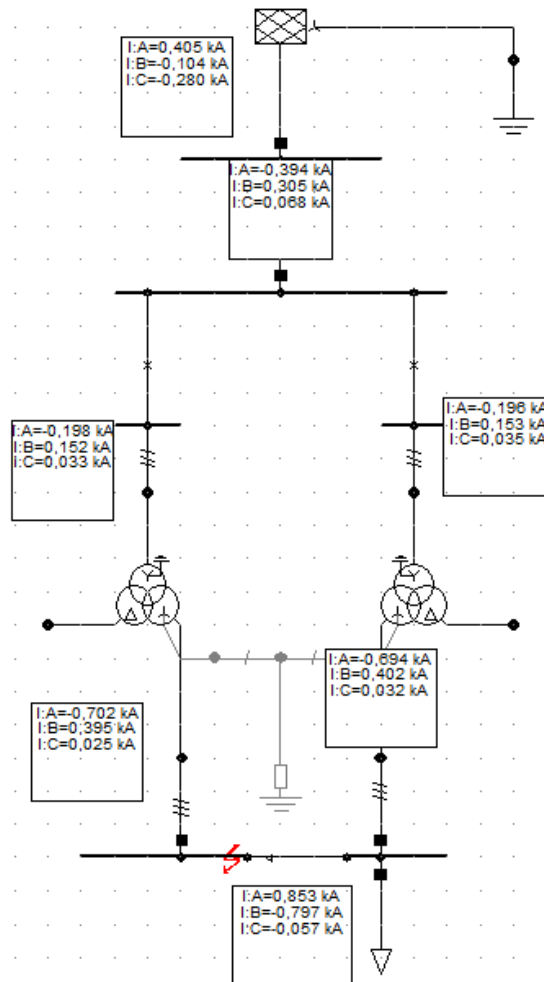 I:A=0,405 kA
I:B=-0,104 kA
I:C=-0,280 kA
I:A=-0,394 kA
I:B=0,305 kA
I:C=0,068 kA
I:A=-0,198 kA
I:B=0,152 kA
I:C=0,033 kA
I:A=-0,196 kA
I:B=0,153 kA
I:C=0,035 kA
I:A=-0,694 kA
I:B=0,402 kA
I:C=0,032 kA
I:A=-0,702 kA
I:B=0,395 kA
I:C=0,025 kA
I:A=0,853 kA
I:B=-0,797 kA
I:C=-0,057 kA